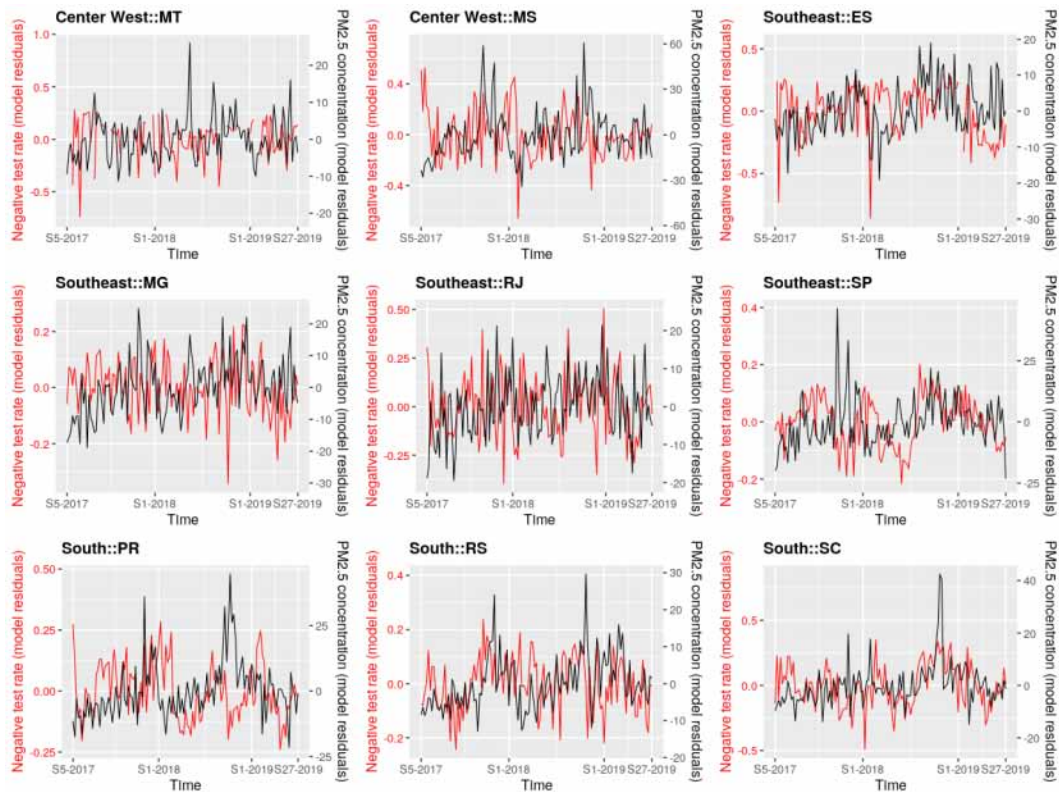 Center West::MT
Negative test rate (model residuals)
1.0
0.5
0.0
-0.5
20
10
0
-10
-20
PM2.5 concentration (model residuals)
S5-2017
S1-2018
S1-2019
S27-2019
Time
Center West::MS
Negative test rate (model residuals)
0.4
0.0
-0.4
60
30
0
-30
-60
PM2.5 concentration (model residuals)
S5-2017
S1-2018
S1-2019
S27-2019
Time
Southeast::ES
Negative test rate (model residuals)
0.5
0.0
-0.5
20
10
0
-10
-20
-30
PM2.5 concentration (model residuals)
S5-2017
S1-2018
S1-2019
S27-2019
Time
Southeast::MG
Negative test rate (model residuals)
0.2
0.0
-0.2
20
10
0
-10
-20
-30
PM2.5 concentration (model residuals)
S5-2017
S1-2018
S1-2019
S27-2019
Time
Southeast::RJ
Negative test rate (model residuals)
0.50
0.25
0.00
-0.25
20
10
0
-10
-20
PM2.5 concentration (model residuals)
S5-2017
S1-2018
S1-2019
S27-2019
Time
Southeast::SP
Negative test rate (model residuals)
0.4
0.2
0.0
-0.2
25
0
-25
PM2.5 concentration (model residuals)
S5-2017
S1-2018
S1-2019
S27-2019
Time
South::PR
Negative test rate (model residuals)
0.50
0.25
0.00
-0.25
25
0
-25
PM2.5 concentration (model residuals)
S5-2017
S1-2018
S1-2019
S27-2019
Time
South::RS
Negative test rate (model residuals)
0.4
0.2
0.0
-0.2
30
20
10
0
-10
-20
PM2.5 concentration (model residuals)
S5-2017
S1-2018
S1-2019
S27-2019
Time
South::SC
Negative test rate (model residuals)
0.5
0.0
-0.5
40
20
0
-20
PM2.5 concentration (model residuals)
S5-2017
S1-2018
S1-2019
S27-2019
Time